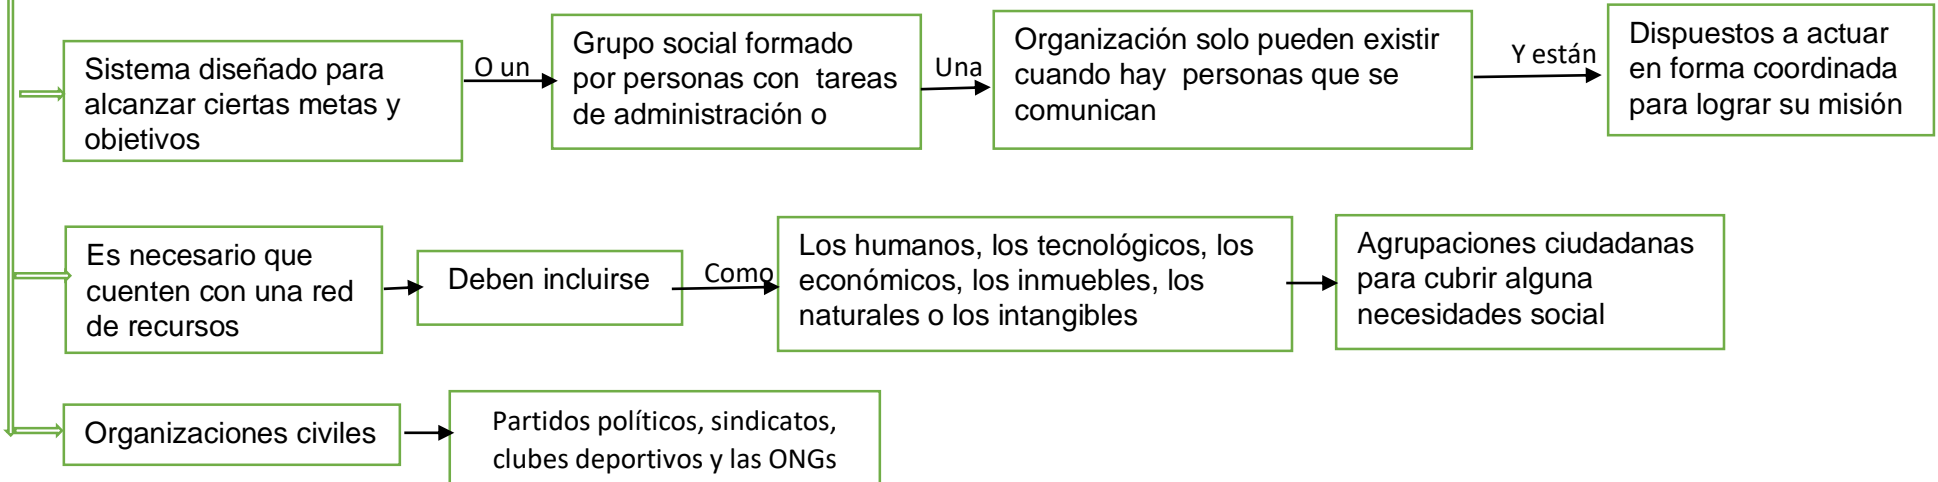 Sistema diseñado para
alcanzar ciertas metas y
objetivos
O un
Grupo social formado
por personas con tareas
de administración o
Una
Organización solo pueden existir
cuando hay personas que se
comunican
Y están
Dispuestos a actuar
en forma coordinada
para lograr su misión
Es necesario que
cuenten con una red
de recursos
Deben incluirse
Como
Los humanos, los tecnológicos, los
económicos, los inmuebles, los
naturales o los intangibles
Agrupaciones ciudadanas
para cubrir alguna
necesidades social
Organizaciones civiles
Partidos políticos, sindicatos,
clubes deportivos y las ONGs